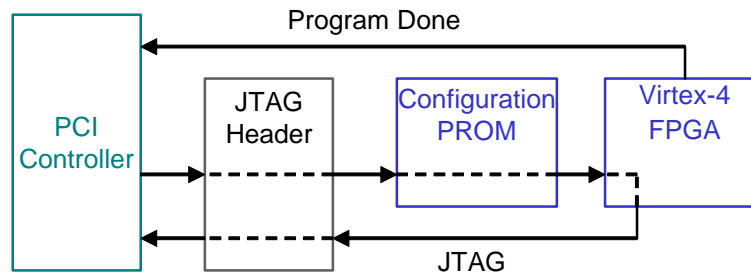 Program Done
PCI
Controller
JTAG
Header
Configuration
PROM
Virtex-4
FPGA
JTAG